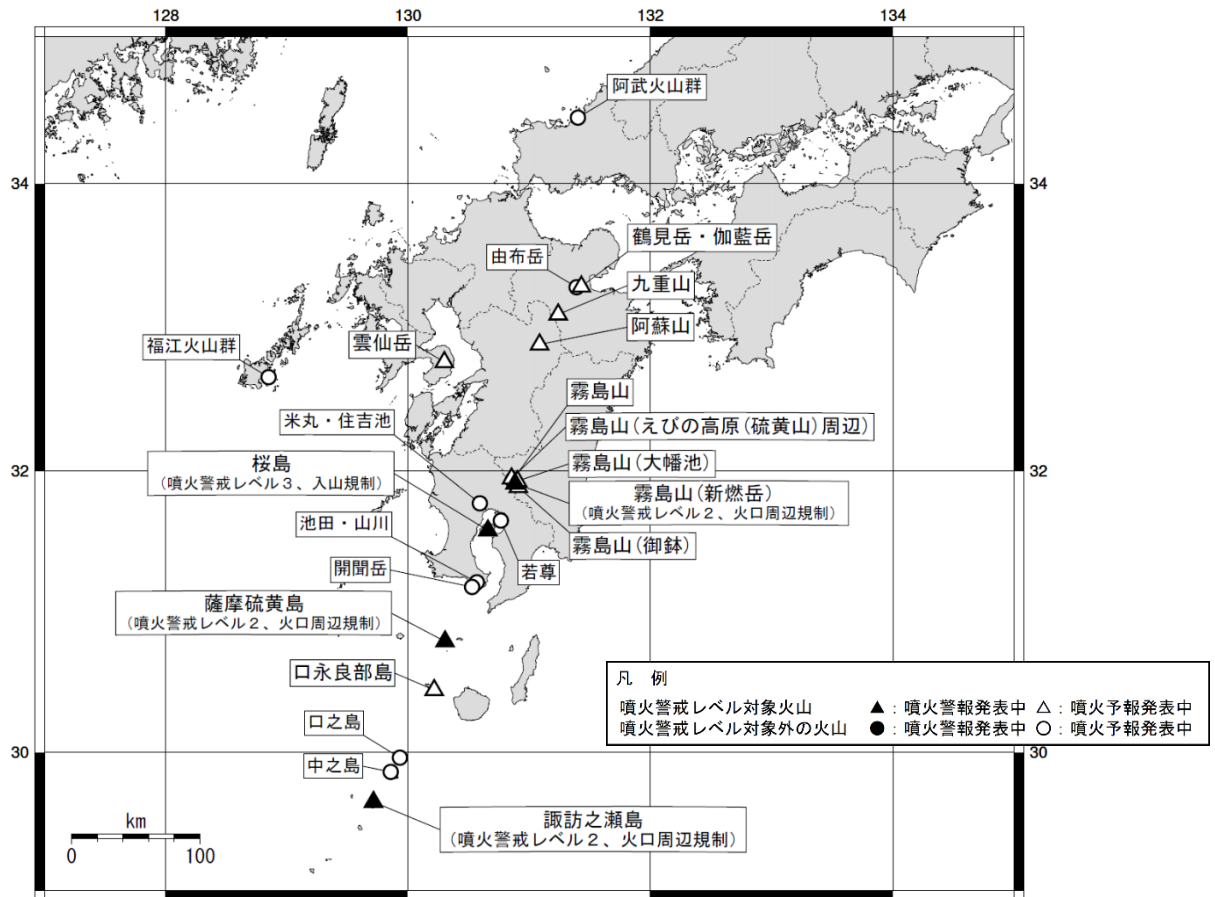 128
130
132
134
阿武火山群
34
34
鶴見岳・伽藍岳
由布岳
九重山
阿蘇山
雲仙岳
福江火山群
霧島山
米丸・住吉池
霧島山(えびの高原(硫黄山)周辺)
霧島山(大幡池)
32
32
桜島
(噴火警戒レベル3、入山規制)
霧島山(新燃岳)
(噴火警戒レベル2、火口周辺規制)
池田・山川
霧島山(御鉢)
開聞岳
若尊
薩摩硫黄島
(噴火警戒レベル2、火口周辺規制)
口永良部島
凡 例
噴火警戒レベル対象火山 ▲:噴火警報発表中 △:噴火予報発表中
噴火警戒レベル対象外の火山 ●:噴火警報発表中 ○:噴火予報発表中
口之島
30
30
中之島
諏訪之瀬島
(噴火警戒レベル2、火口周辺規制)
km
0 100